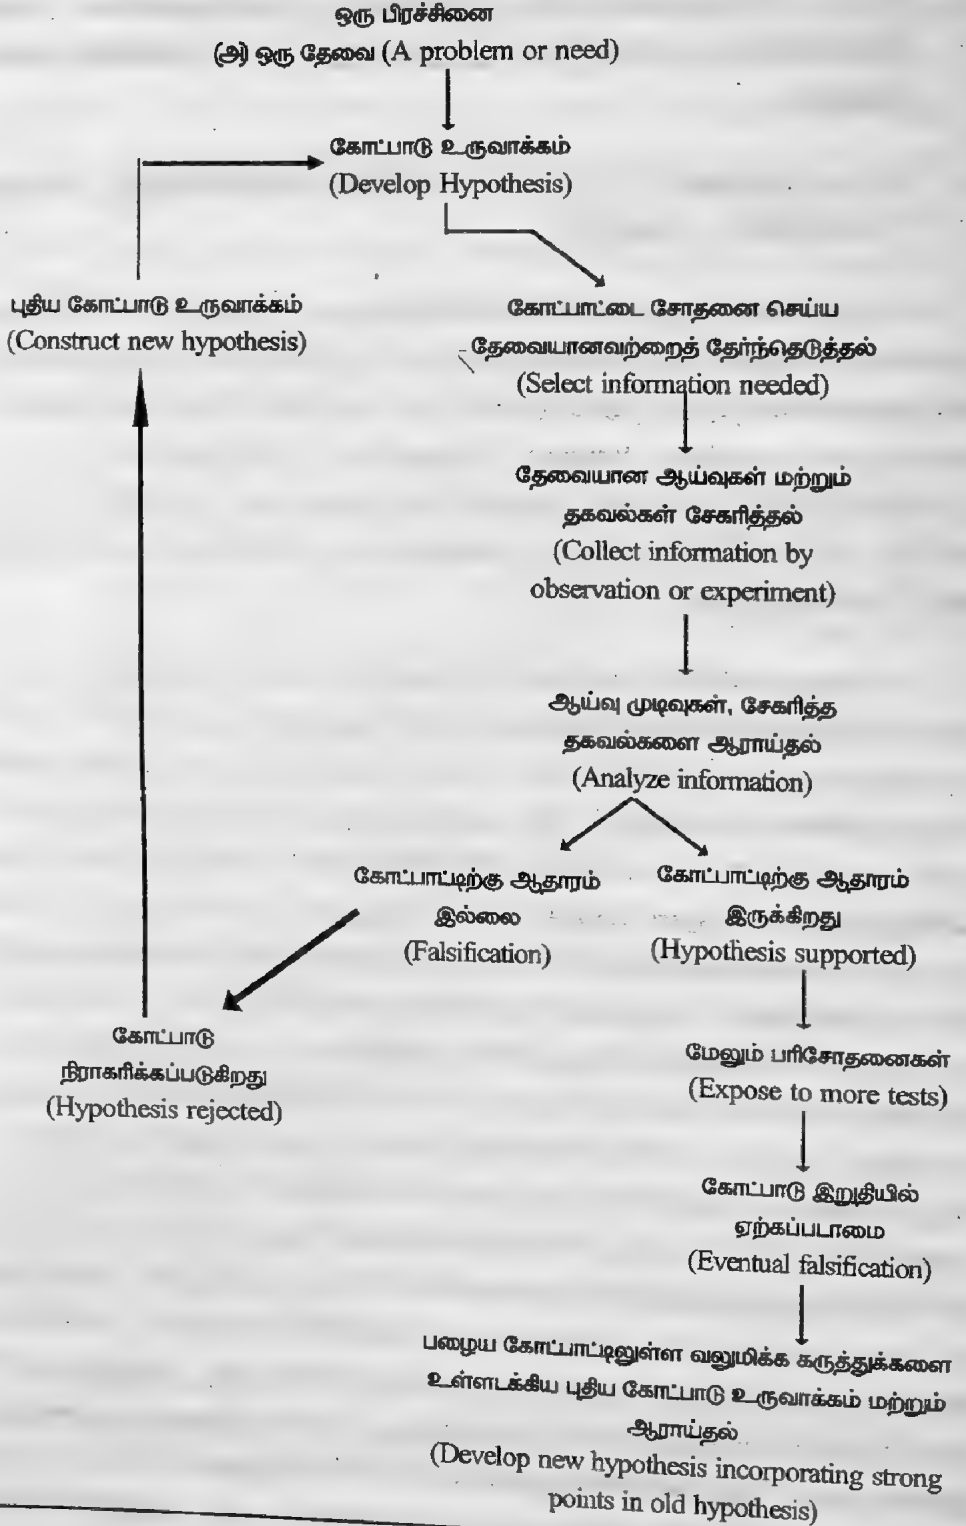 ஒரு பிரச்சினை
(அ) ஒரு தேவை (A problem or need)
கோட்பாடு உருவாக்கம்
(Develop Hypothesis)
புதிய கோட்பாடு உருவாக்கம்
(Construct new hypothesis)
கோட்பாட்டை சோதனை செய்ய
தேவையானவற்றைத் தேர்ந்தெடுத்தல்
(Select information needed)
தேவையான ஆய்வுகள் மற்றும்
தகவல்கள் சேகரித்தல்
(Collect information by
observation or experiment)
ஆய்வு முடிவுகள், சேகரித்த
தகவல்களை ஆராய்தல்
(Analyze information)
கோட்பாட்டிற்கு ஆதாரம்
இல்லை
(Falsification)
கோட்பாட்டிற்கு ஆதாரம்
இருக்கிறது
(Hypothesis supported)
கோட்பாடு
நிராகரிக்கப்படுகிறது
(Hypothesis rejected)
மேலும் பரிசோதனைகள்
(Expose to more tests)
கோட்பாடு இறுதியில்
ஏற்கப்படாமை
(Eventual falsification)
பழைய கோட்பாட்டிலுள்ள வலுமிக்க கருத்துக்களை
உள்ளடக்கிய புதிய கோட்பாடு உருவாக்கம் மற்றும்
ஆராய்தல்
(Develop new hypothesis incorporating strong
points in old hypothesis)